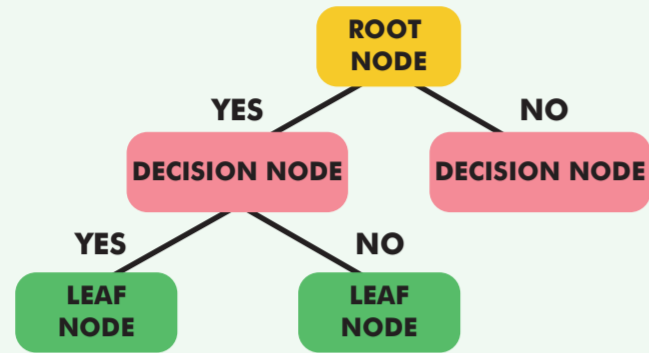 ROOT
NODE
YES
NO
DECISION NODE
DECISION NODE
YES
NO
LEAF
NODE
LEAF
NODE